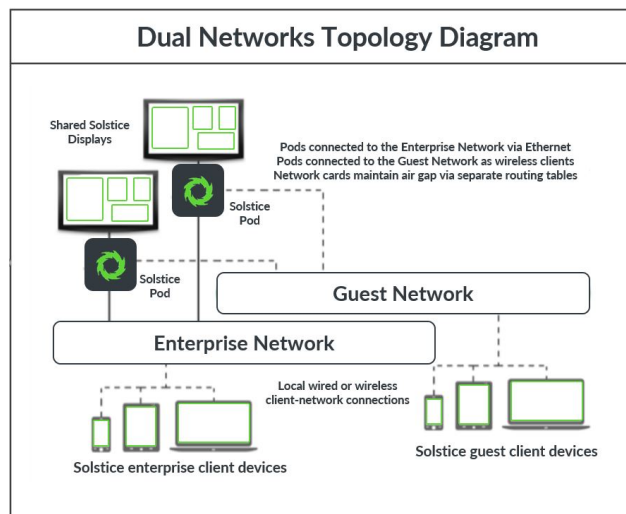 Dual Networks Topology Diagram
Shared Solstice
Displays
Pods connected to the Enterprise Network via Ethernet
Pods connected to the Guest Network as wireless clients
Network cards maintain air gap via separate routing tables
Solstice
Pod
Solstice
Pod
Guest Network
Enterprise Network
Local wired or wireless
client-network connections
Solstice enterprise client devices
Solstice guest client devices